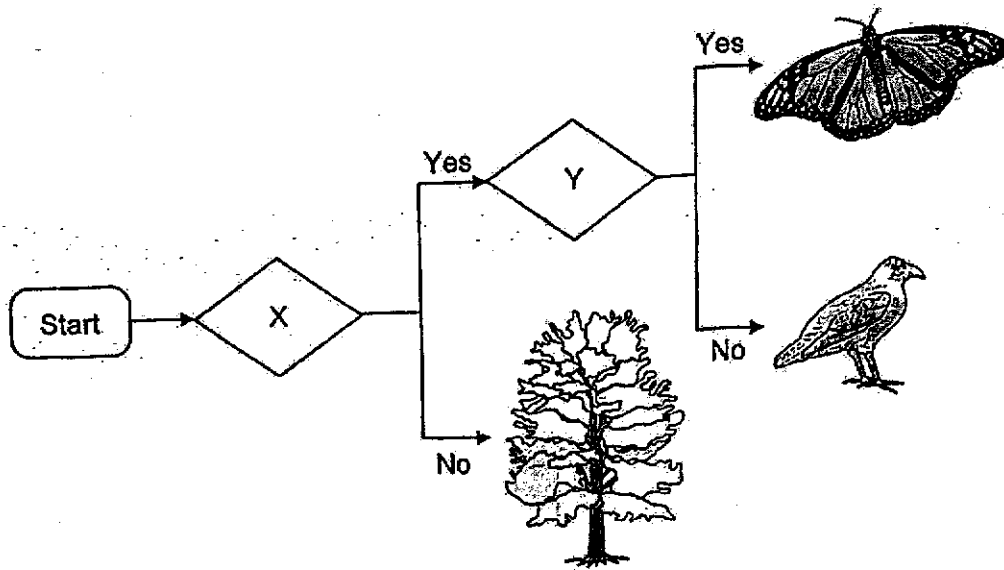 Yes
Yes
Y
Start
X
No
No